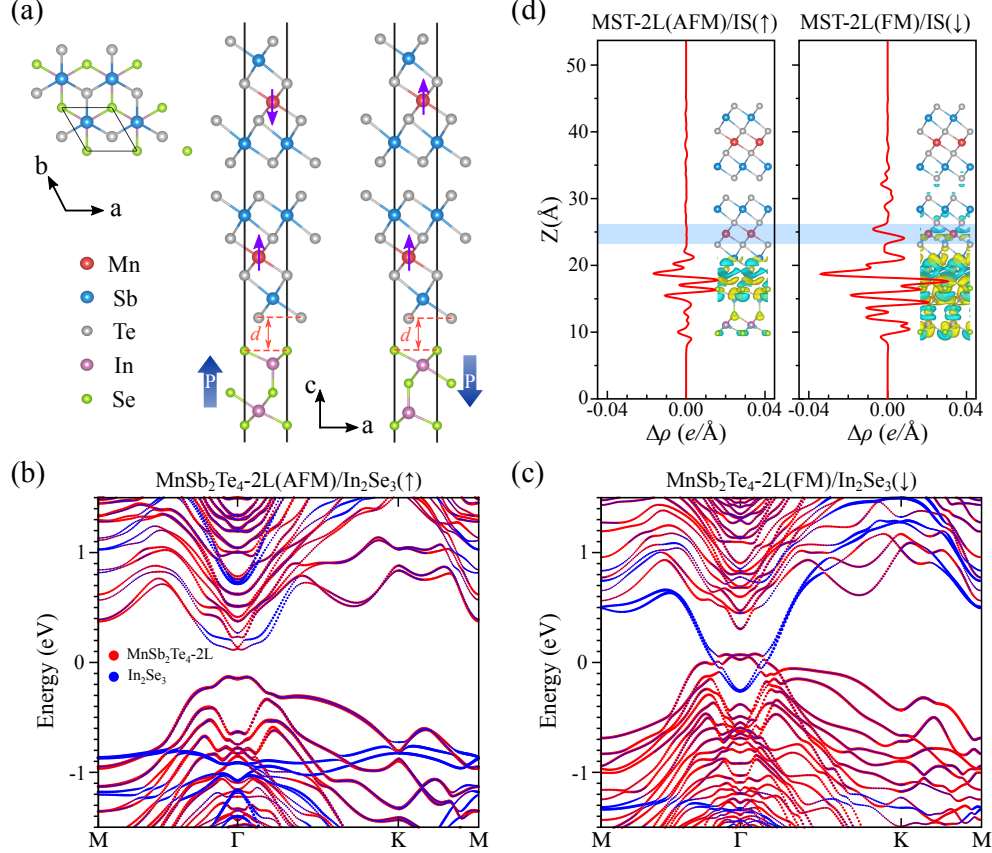 (a)
b
a
Mn
Sb
Te
In
Se
d
d
P
P
c
a
(d)
MST-2L(AFM)/IS(↑)
MST-2L(FM)/IS(↓)
Z(Å)
50
40
30
20
10
0
-0.04
0.00
0.04
-0.04
0.00
0.04
Δρ (e/Å)
Δρ (e/Å)
(b)
MnSb₂Te₄-2L(AFM)/In₂Se₃(↑)
Energy (eV)
1
0
-1
MnSb₂Te₄-2L
In₂Se₃
M
Γ
K
M
(c)
MnSb₂Te₄-2L(FM)/In₂Se₃(↓)
Energy (eV)
1
0
-1
M
Γ
K
M